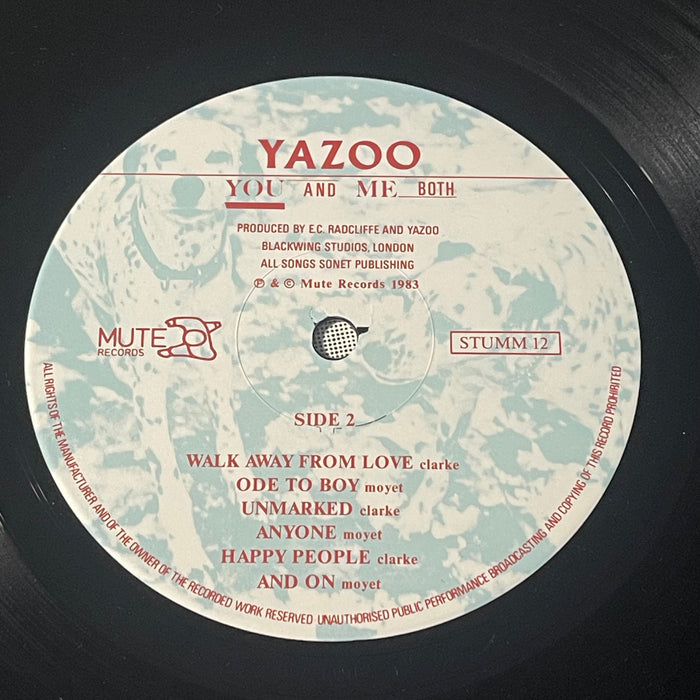 YAZOO
YOU AND ME BOTH
PRODUCED BY E.C. RADCLIFFE AND YAZOO
BLACKWING STUDIOS, LONDON
ALL SONGS SONET PUBLISHING
℗ & © Mute Records 1983
MUTE
RECORDS
STUMM 12
SIDE 2
WALK AWAY FROM LOVE clarke
ODE TO BOY moyet
UNMARKED clarke
ANYONE moyet
HAPPY PEOPLE clarke
AND ON moyet
ALL RIGHTS OF THE MANUFACTURER AND OF THE OWNER OF THE RECORDED WORK RESERVED UNAUTHORISED PUBLIC PERFORMANCE BROADCASTING AND COPYING OF THIS RECORD PROHIBITED